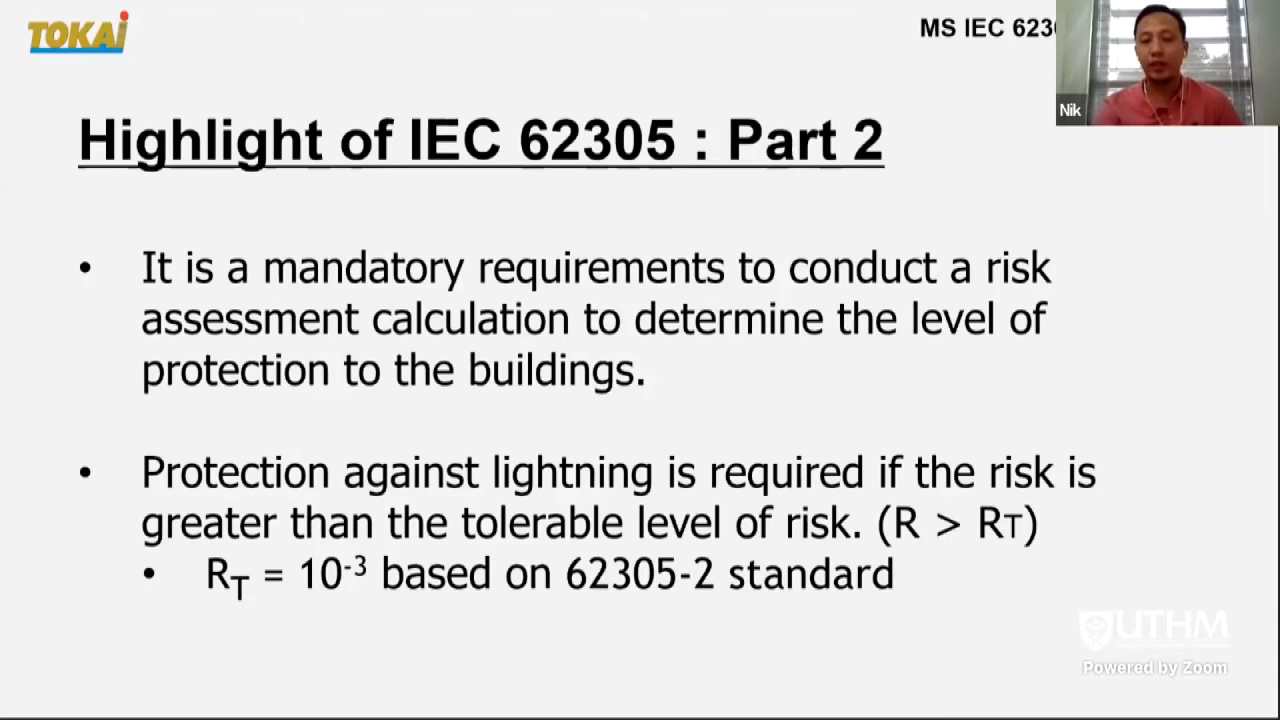 TOKAi
MS IEC 623
Nik
Highlight of IEC 62305 : Part 2
• It is a mandatory requirements to conduct a risk
assessment calculation to determine the level of
protection to the buildings.
• Protection against lightning is required if the risk is
greater than the tolerable level of risk. (R > RT)
• RT = 10-3 based on 62305-2 standard
UTHM
Powered by Zoom